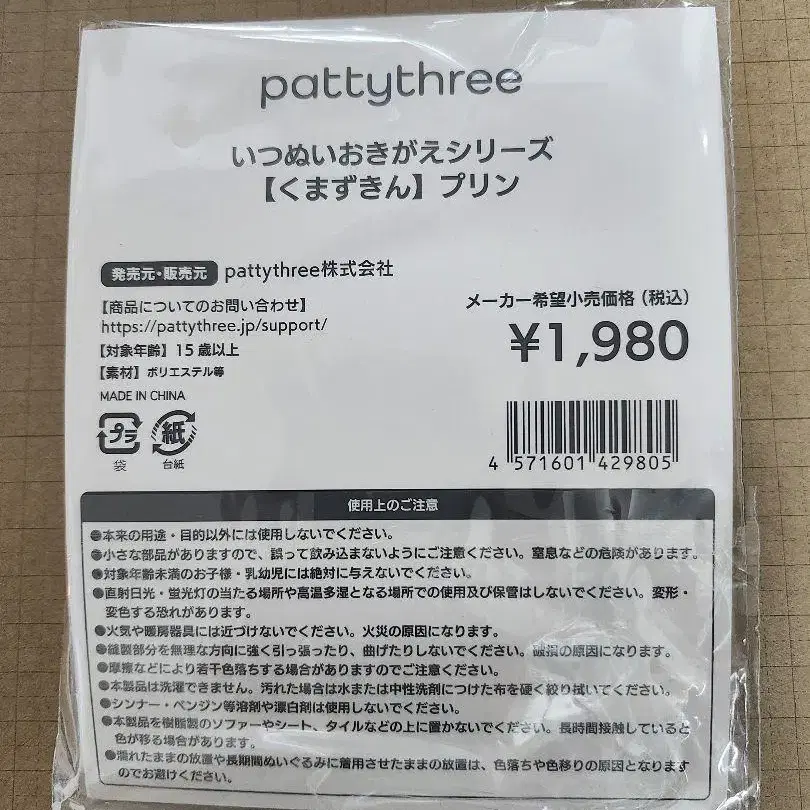 pattythree
いつぬいおきがえシリーズ
【くまずきん】プリン
発売元・販売元 pattythree株式会社
【商品についてのお問い合わせ】
https://pattythree.jp/support/
【対象年齢】15歳以上
【素材】ポリエステル等
MADE IN CHINA
メーカー希望小売価格（税込）
¥1,980
プラ 紙
袋 台紙
4 571601 429805
使用上のご注意
●本来の用途・目的以外には使用しないでください。
●小さな部品がありますので、誤って飲み込まないようにご注意ください。窒息などの危険があります。
●対象年齢未満のお子様・乳幼児には絶対に与えないでください。
●直射日光・蛍光灯の当たる場所や高温多湿となる場所での使用及び保管はしないでください。変形・
変色する恐れがあります。
●火気や暖房器具には近づけないでください。火災の原因になります。
●縫製部分を無理な方向に強く引っ張ったり、曲げたりしないでください。破損の原因になります。
●摩擦などにより若干色落ちする場合がありますのでご注意ください。
●本製品は洗濯できません。汚れた場合は水または中性洗剤につけた布を硬く絞り拭いてください。
●シンナー・ベンジン等溶剤や漂白剤は使用しないでください。
●本製品を樹脂製のソファーやシート、タイルなどの上に置かないでください。長時間接触していると
色が移る場合があります。
●濡れたままの放置や長期間ぬいぐるみに着用させたままの放置は、色落ちや色移りの原因となります
のでお避けください。